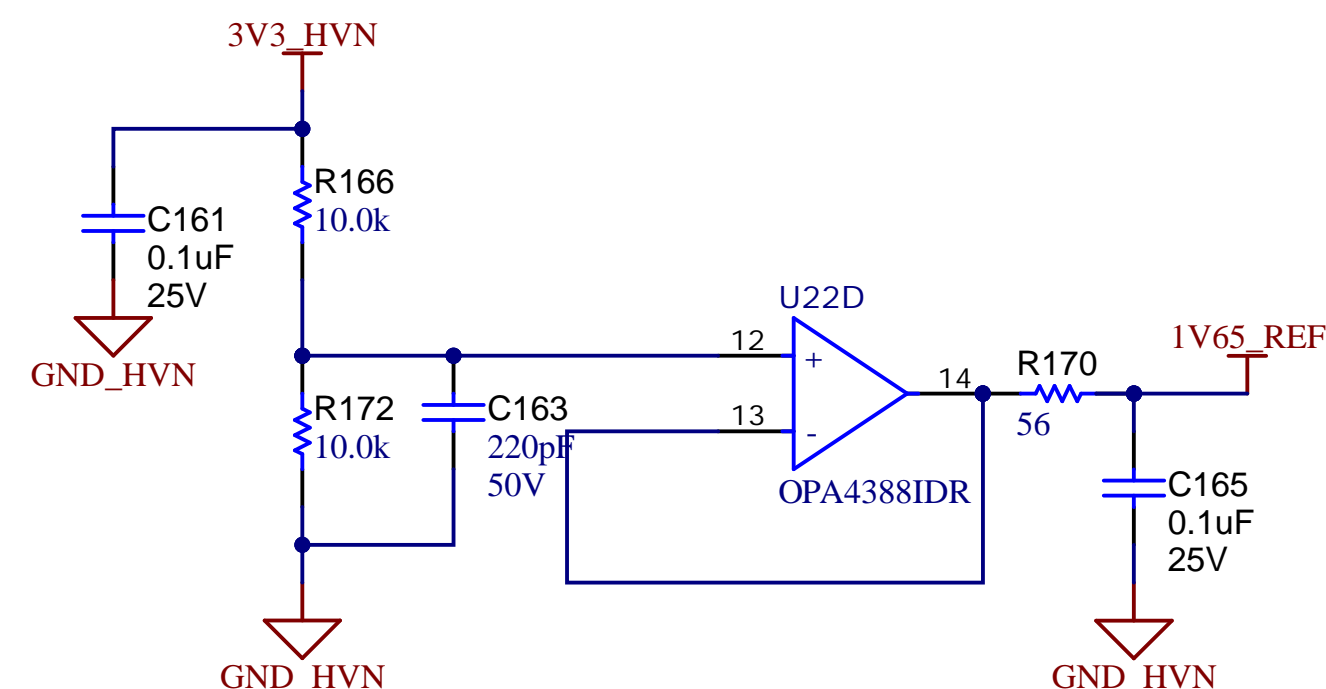 3V3_HVN
R166
10.0k
C161
0.1uF
25V
GND_HVN
R172
10.0k
C163
220pF
50V
GND_HVN
U22D
12
+
13
-
14
OPA4388IDR
R170
56
1V65_REF
C165
0.1uF
25V
GND_HVN